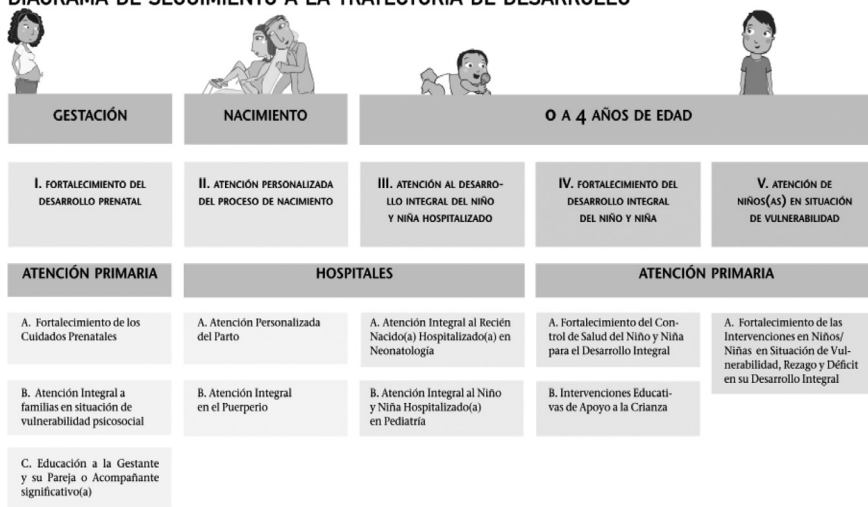 DIAGRAMA DE SEGUIMIENTO A LA TRAYECTORIA DE DESARROLLO
GESTACIÓN
NACIMIENTO
0 A 4 AÑOS DE EDAD
I. FORTALECIMIENTO DEL
DESARROLLO PRENATAL
II. ATENCIÓN PERSONALIZADA
DEL PROCESO DE NACIMIENTO
III. ATENCIÓN AL DESARRO-
LLO INTEGRAL DEL NIÑO
Y NIÑA HOSPITALIZADO
IV. FORTALECIMIENTO DEL
DESARROLLO INTEGRAL
DEL NIÑO Y NIÑA
V. ATENCIÓN DE
NIÑOS(AS) EN SITUACIÓN
DE VULNERABILIDAD
ATENCIÓN PRIMARIA
HOSPITALES
ATENCIÓN PRIMARIA
A. Fortalecimiento de los
Cuidados Prenatales
A. Atención Personalizada
del Parto
A. Atención Integral al Recién
Nacido(a) Hospitalizado(a) en
Neonatología
A. Fortalecimiento del Con-
trol de Salud del Niño y Niña
para el Desarrollo Integral
A. Fortalecimiento de las
Intervenciones en Niños/
Niñas en Situación de Vul-
nerabilidad, Rezago y Déficit
en su Desarrollo Integral
B. Atención Integral a
familias en situación de
vulnerabilidad psicosocial
B. Atención Integral
en el Puerperio
B. Atención Integral al Niño
y Niña Hospitalizado(a)
en Pediatría
B. Intervenciones Educati-
vas de Apoyo a la Crianza
C. Educación a la Gestante
y su Pareja o Acompañante
significativo(a)